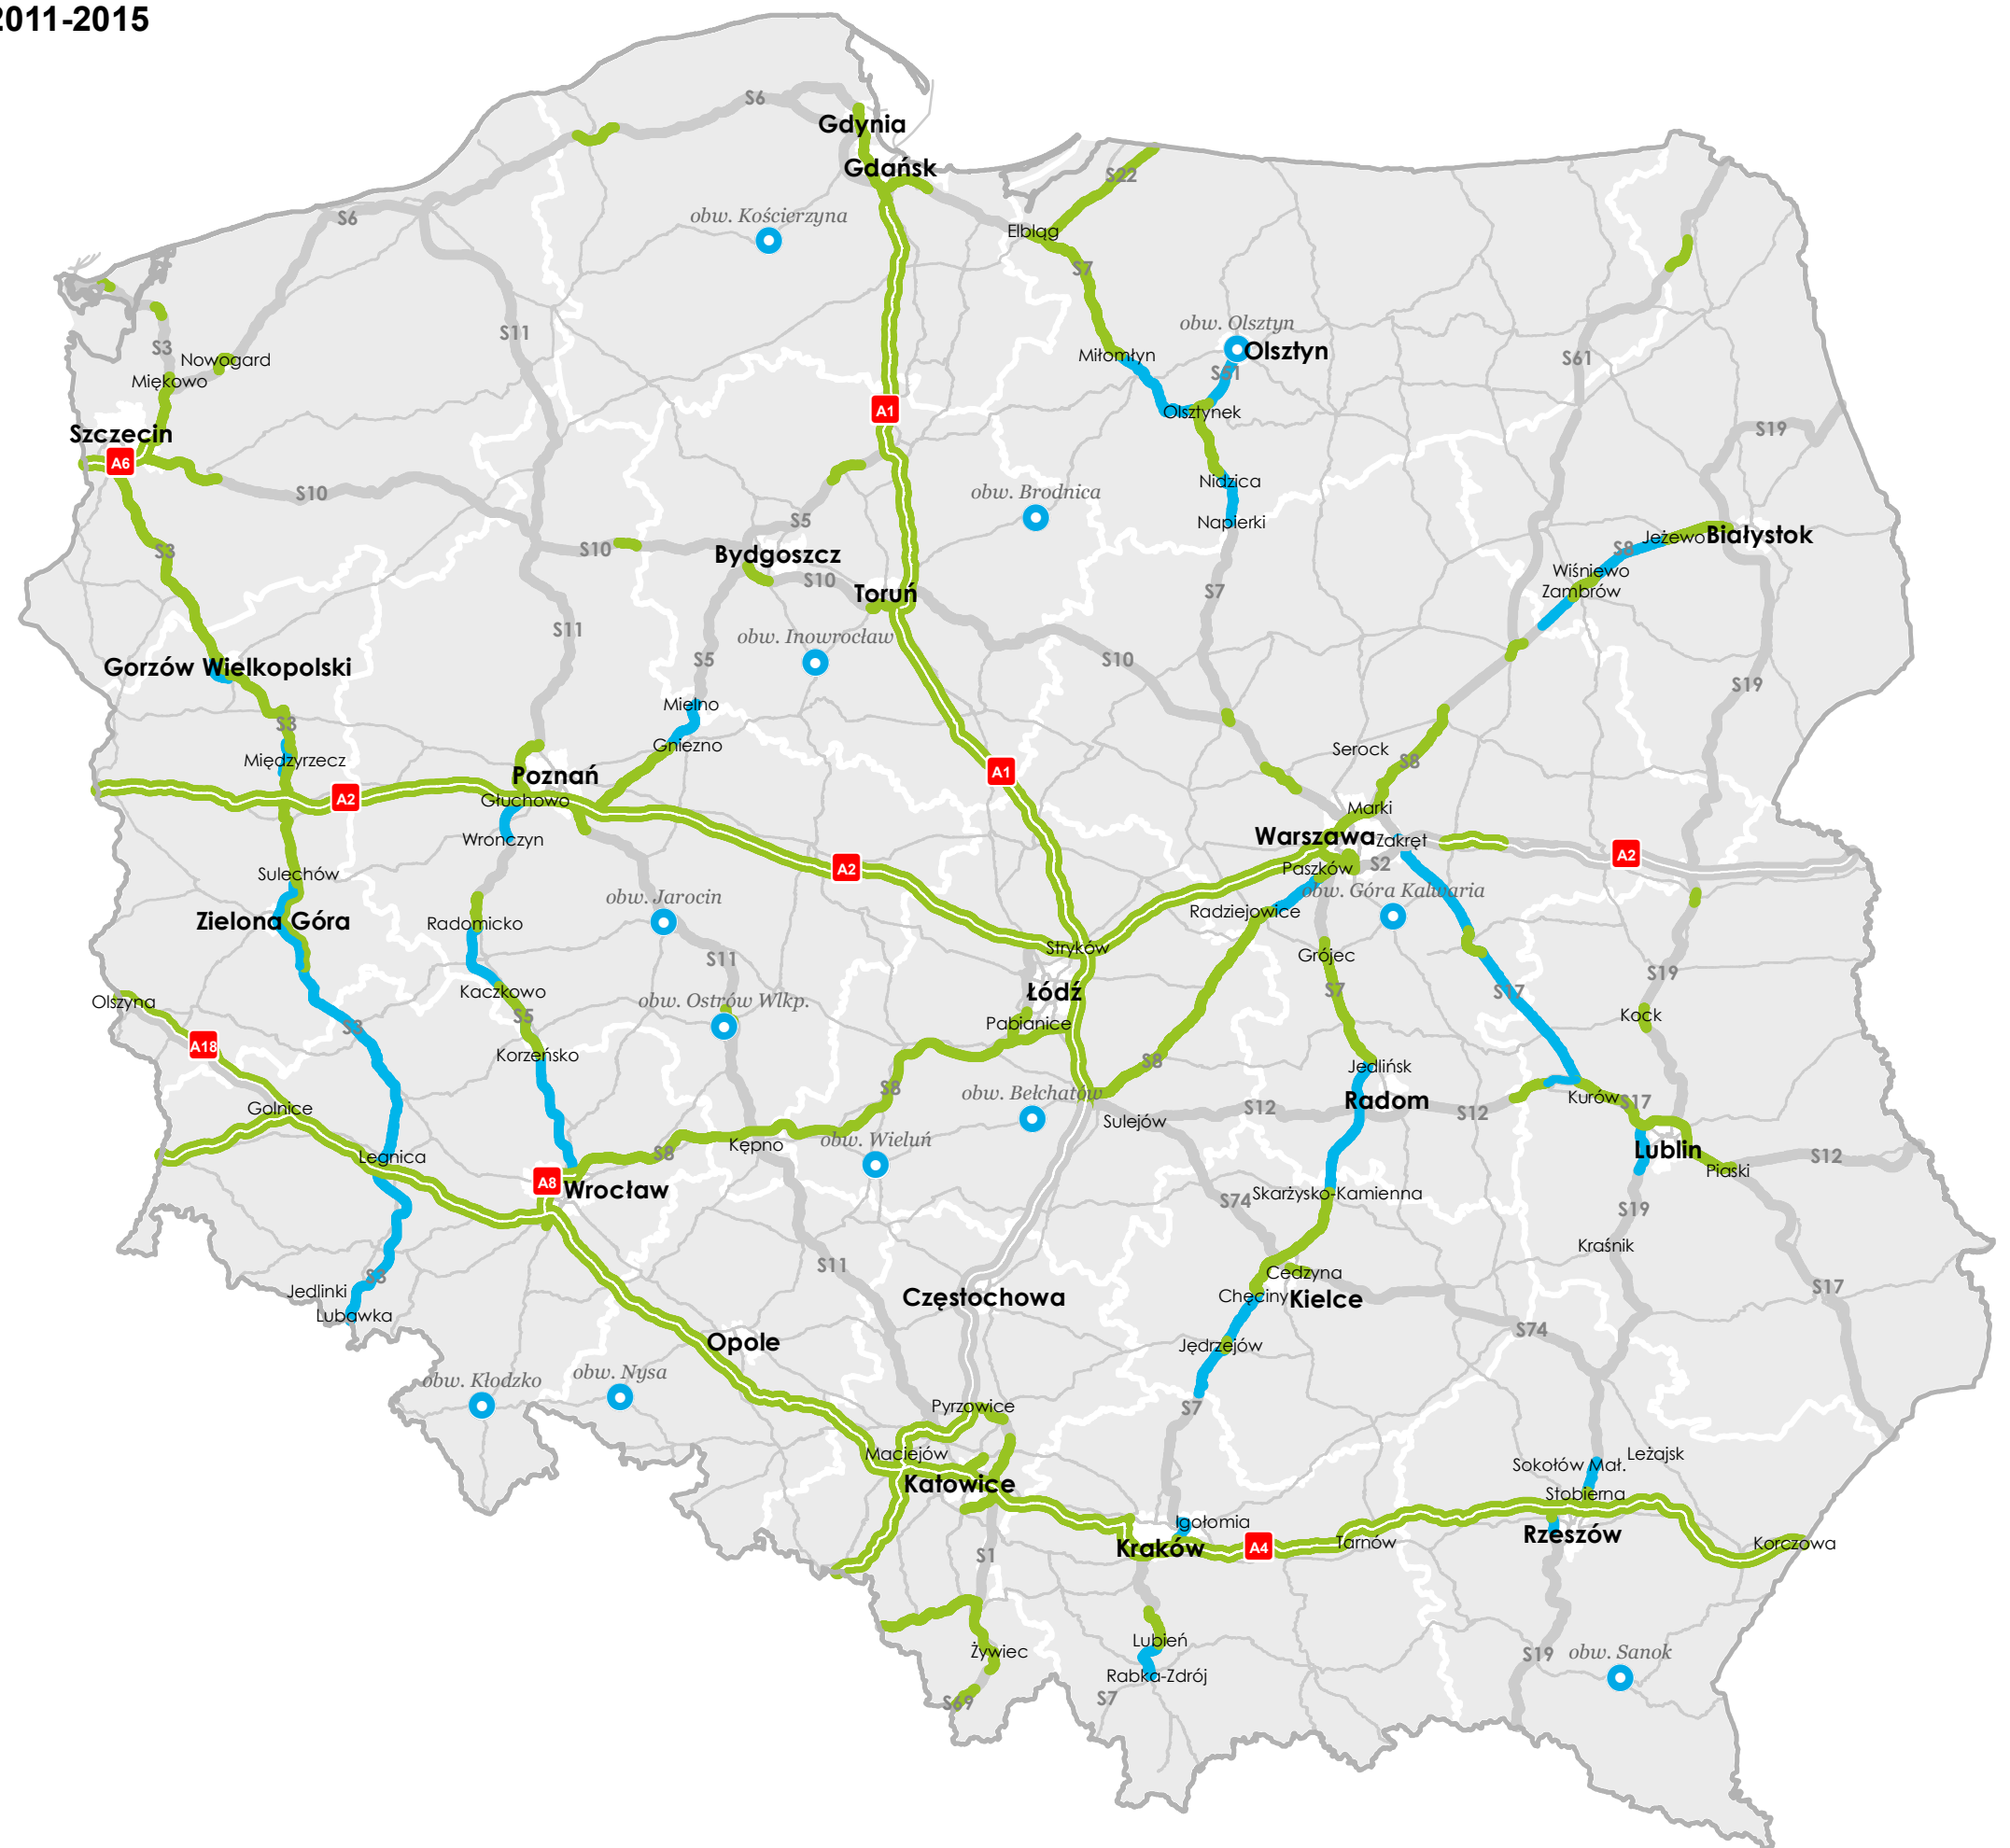 2011-2015
S6
Gdynia
Gdańsk
S22
obw. Kościerzyna
S6
Elbląg
S7
obw. Olsztyn
S11
S3
Nowogard
Miłomłyn
Olsztyn
S61
Miękowo
S51
A1
Olsztynek
S19
Szczecin
A6
Nidzica
S10
obw. Brodnica
S5
Napierki
S3
S10
Bydgoszcz
S8
Jeżewo
Białystok
Wiśniewo
S10
Zambrów
Toruń
S7
S11
obw. Inowrocław
S5
S10
Gorzów Wielkopolski
S19
Mielno
S3
Gniezno
Serock
Międzyrzecz
S8
Poznań
A1
A2
Głuchowo
Marki
Wronczyn
Warszawa
Zakręt
A2
A2
Paszków
S2
Sulechów
obw. Góra Kalwaria
obw. Jarocin
Radziejowice
Zielona Góra
Radomicko
Stryków
Grójec
S11
S19
Kaczkowo
S7
S17
Olszyna
obw. Ostrów Wlkp.
Łódź
S5
Kock
S3
Pabianice
A18
Korzeńsko
S8
Jedlińsk
S8
obw. Bełchatów
Kurów
Radom
S17
Golnice
S12
S12
Sulejów
obw. Wieluń
Kępno
S8
Lublin
Legnica
S12
Piaski
A8
Wrocław
Skarżysko-Kamienna
S74
S19
Kraśnik
S11
Cedzyna
S3
Jedlinki
Chęciny
Kielce
S17
Częstochowa
Lubawka
S74
Opole
Jędrzejów
obw. Nysa
obw. Kłodzko
Pyrzowice
S7
Maciejów
Leżajsk
Sokołów Mał.
Katowice
Stobierna
Igołomia
Rzeszów
Kraków
A4
Tarnów
Korczowa
S1
Lubień
Żywiec
S19
obw. Sanok
Rabka-Zdrój
S69
S7